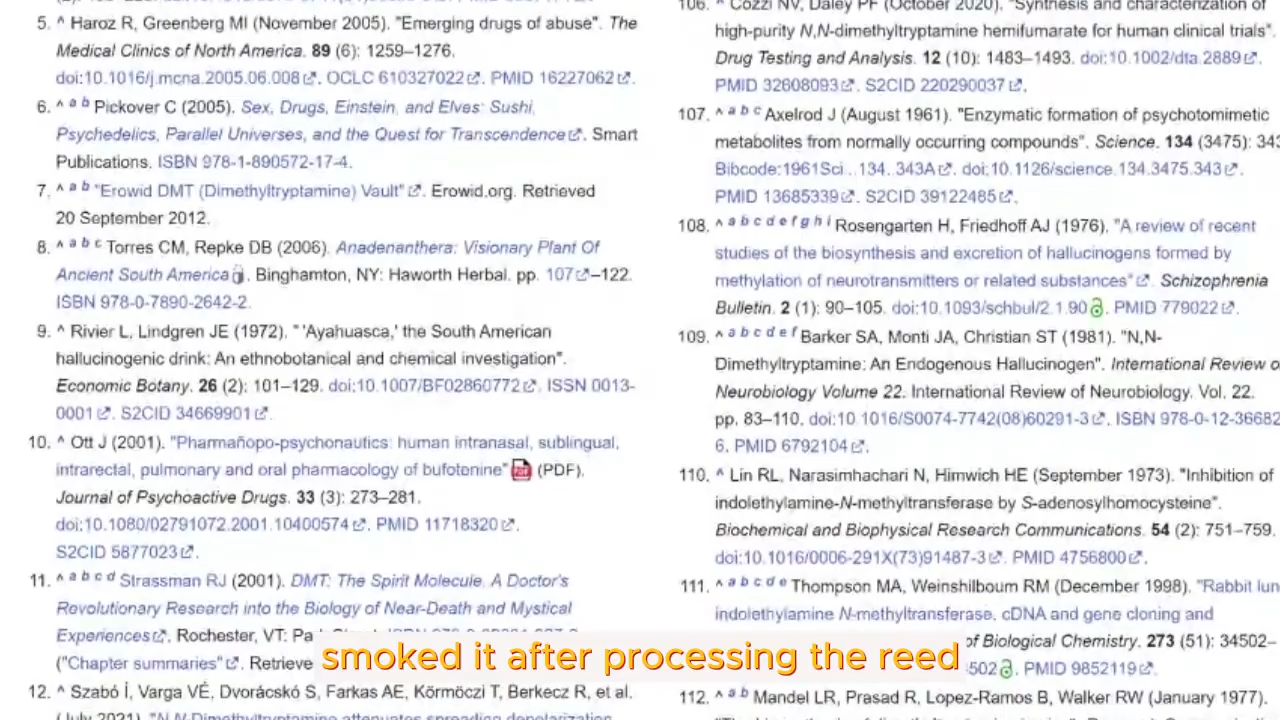 5. ^ Haroz R, Greenberg MI (November 2005). "Emerging drugs of abuse". The
Medical Clinics of North America. 89 (6): 1259–1276.
doi:10.1016/j.mcna.2005.06.008. OCLC 610327022. PMID 16227062.
6. ^ a b Pickover C (2005). Sex, Drugs, Einstein, and Elves: Sushi,
Psychedelics, Parallel Universes, and the Quest for Transcendence. Smart
Publications. ISBN 978-1-890572-17-4.
7. ^ a b "Erowid DMT (Dimethyltryptamine) Vault". Erowid.org. Retrieved
20 September 2012.
8. ^ a b c Torres CM, Repke DB (2006). Anadenanthera: Visionary Plant Of
Ancient South America. Binghamton, NY: Haworth Herbal. pp. 107–122.
ISBN 978-0-7890-2642-2.
9. ^ Rivier L, Lindgren JE (1972). "'Ayahuasca,' the South American
hallucinogenic drink: An ethnobotanical and chemical investigation".
Economic Botany. 26 (2): 101–129. doi:10.1007/BF02860772. ISSN 0013-
0001. S2CID 34669901.
10. ^ Ott J (2001). "Pharmañopo-psychonautics: human intranasal, sublingual,
intrarectal, pulmonary and oral pharmacology of bufotenine" (PDF).
Journal of Psychoactive Drugs. 33 (3): 273–281.
doi:10.1080/02791072.2001.10400574. PMID 11718320.
S2CID 5877023.
11. ^ a b c d Strassman RJ (2001). DMT: The Spirit Molecule. A Doctor's
Revolutionary Research into the Biology of Near-Death and Mystical
Experiences. Rochester, VT:
("Chapter summaries").
12. ^ Szabó Í, Varga VÉ, Dvorácskó S, Farkas AE, Körmöczi T, Berkecz R, et al.
(July 2021). "N,N-Dimethyltryptamine attenuates spreading depolarization
106. ^ Cozzi NV, Daley PF (October 2020). "Synthesis and characterization of
high-purity N,N-dimethyltryptamine hemifumarate for human clinical trials".
Drug Testing and Analysis. 12 (10): 1483–1493. doi:10.1002/dta.2889.
PMID 32608093. S2CID 220290037.
107. ^ a b c Axelrod J (August 1961). "Enzymatic formation of psychotomimetic
metabolites from normally occurring compounds". Science. 134 (3475): 343
Bibcode:1961Sci...134..343A. doi:10.1126/science.134.3475.343.
PMID 13685339. S2CID 39122485.
108. ^ a b c d e f g h i Rosengarten H, Friedhoff AJ (1976). "A review of recent
studies of the biosynthesis and excretion of hallucinogens formed by
methylation of neurotransmitters or related substances". Schizophrenia
Bulletin. 2 (1): 90–105. doi:10.1093/schbul/2.1.90. PMID 779022.
109. ^ a b c d e f Barker SA, Monti JA, Christian ST (1981). "N,N-
Dimethyltryptamine: An Endogenous Hallucinogen". International Review o
Neurobiology Volume 22. International Review of Neurobiology. Vol. 22.
pp. 83–110. doi:10.1016/S0074-7742(08)60291-3. ISBN 978-0-12-36682
6. PMID 6792104.
110. ^ Lin RL, Narasimhachari N, Himwich HE (September 1973). "Inhibition of
indolethylamine-N-methyltransferase by S-adenosylhomocysteine".
Biochemical and Biophysical Research Communications. 54 (2): 751–759.
doi:10.1016/0006-291X(73)91487-3. PMID 4756800.
111. ^ a b c d e Thompson MA, Weinshilboum RM (December 1998). "Rabbit lun
indolethylamine N-methyltransferase. cDNA and gene cloning and
of Biological Chemistry. 273 (51): 34502–
502. PMID 9852119.
112. ^ a b Mandel LR, Prasad R, Lopez-Ramos B, Walker RW (January 1977).
smoked it after processing the reed